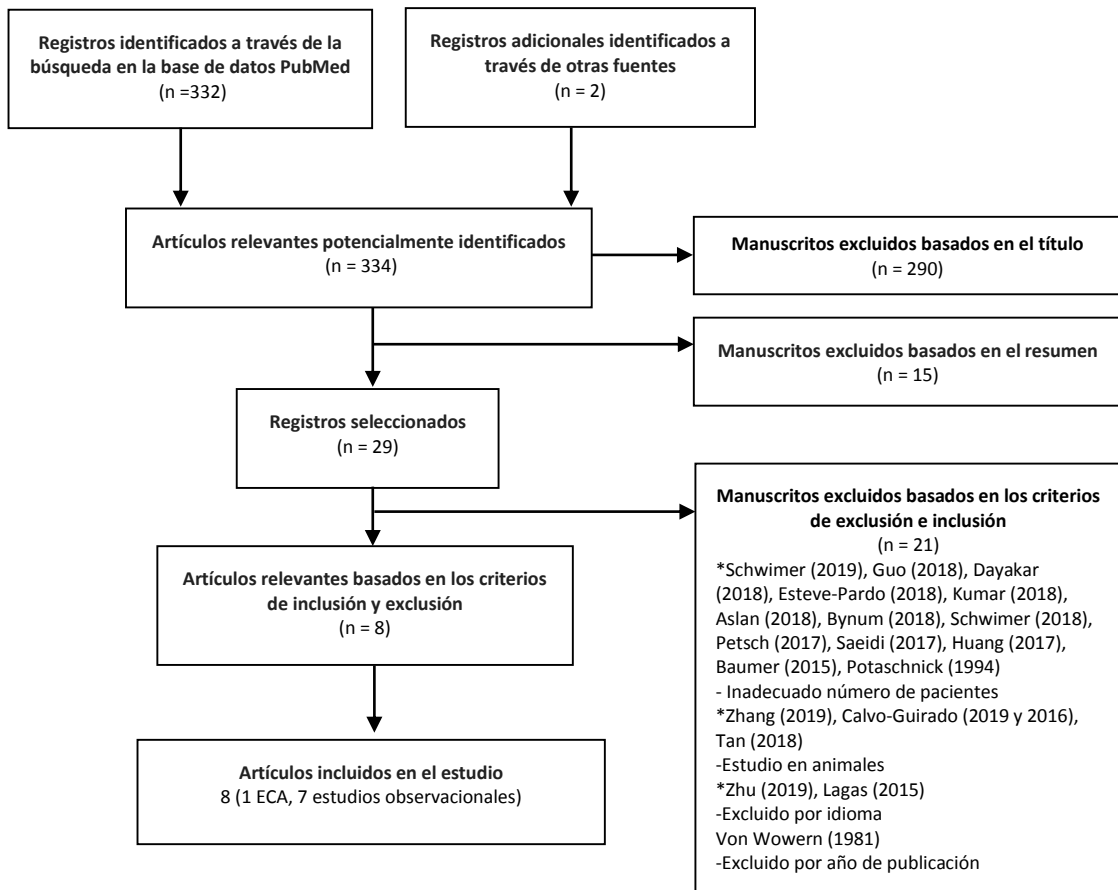 Registros identificados a través de la
búsqueda en la base de datos PubMed
(n =332)
Registros adicionales identificados a
través de otras fuentes
(n = 2)
Artículos relevantes potencialmente identificados
(n = 334)
Manuscritos excluidos basados en el título
(n = 290)
Manuscritos excluidos basados en el resumen
(n = 15)
Registros seleccionados
(n = 29)
Manuscritos excluidos basados en los criterios
de exclusión e inclusión
(n = 21)
*Schwimer (2019), Guo (2018), Dayakar
(2018), Esteve-Pardo (2018), Kumar (2018),
Aslan (2018), Bynum (2018), Schwimer (2018),
Petsch (2017), Saeidi (2017), Huang (2017),
Baumer (2015), Potaschnick (1994)
- Inadecuado número de pacientes
*Zhang (2019), Calvo-Guirado (2019 y 2016),
Tan (2018)
-Estudio en animales
*Zhu (2019), Lagas (2015)
-Excluido por idioma
Von Wowern (1981)
-Excluido por año de publicación
Artículos relevantes basados en los criterios
de inclusión y exclusión
(n = 8)
Artículos incluidos en el estudio
8 (1 ECA, 7 estudios observacionales)